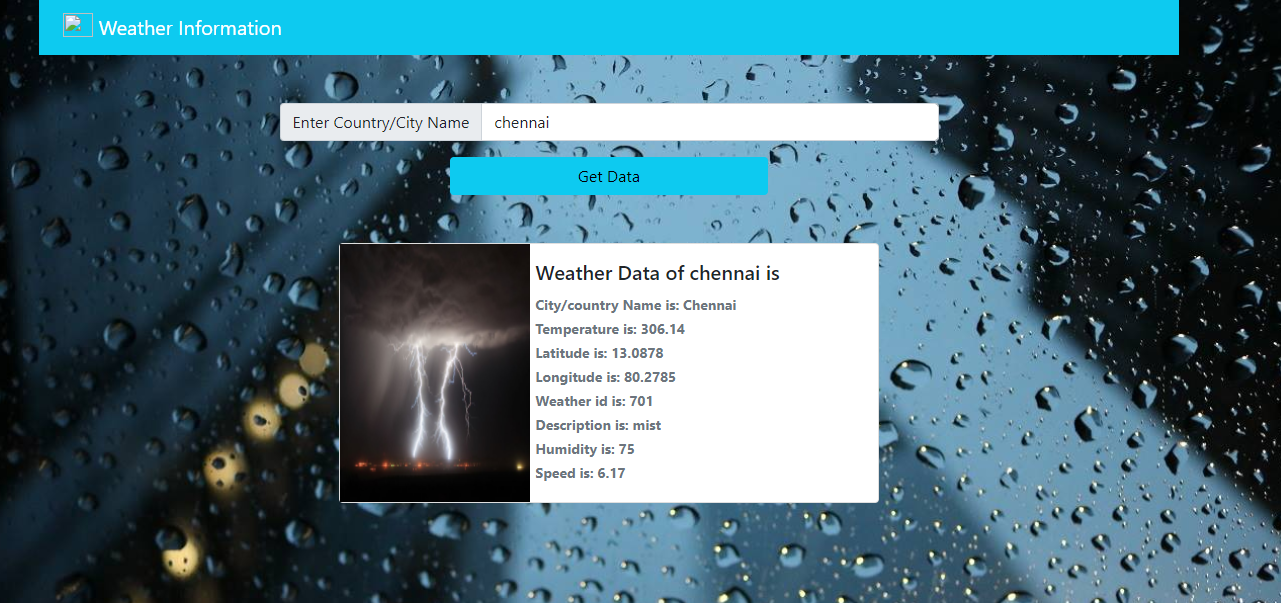 Weather Information
Enter Country/City Name chennai
Get Data
Weather Data of chennai is
City/country Name is: Chennai
Temperature is: 306.14
Latitude is: 13.0878
Longitude is: 80.2785
Weather id is: 701
Description is: mist
Humidity is: 75
Speed is: 6.17